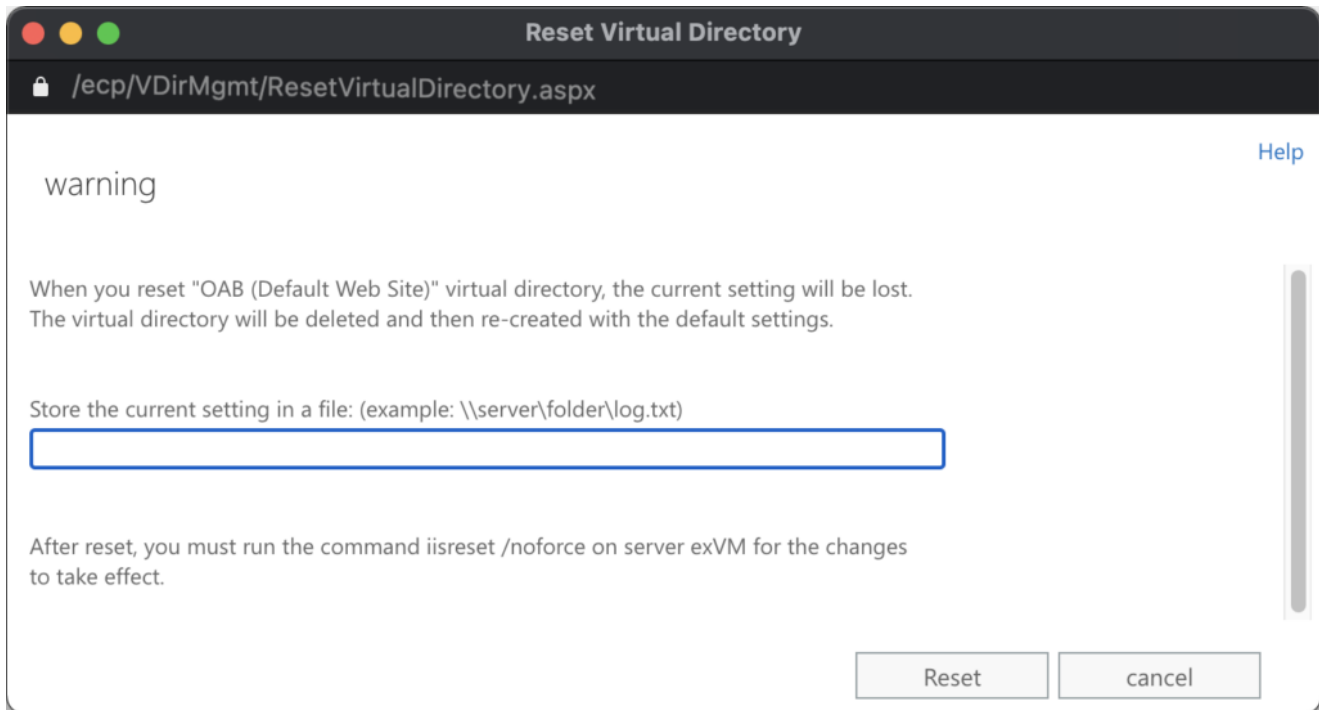 Reset Virtual Directory
/ecp/VDirMgmt/ResetVirtualDirectory.aspx
Help
warning
When you reset "OAB (Default Web Site)" virtual directory, the current setting will be lost.
The virtual directory will be deleted and then re-created with the default settings.
Store the current setting in a file: (example: \\server\folder\log.txt)
After reset, you must run the command iisreset /noforce on server exVM for the changes
to take effect.
Reset cancel